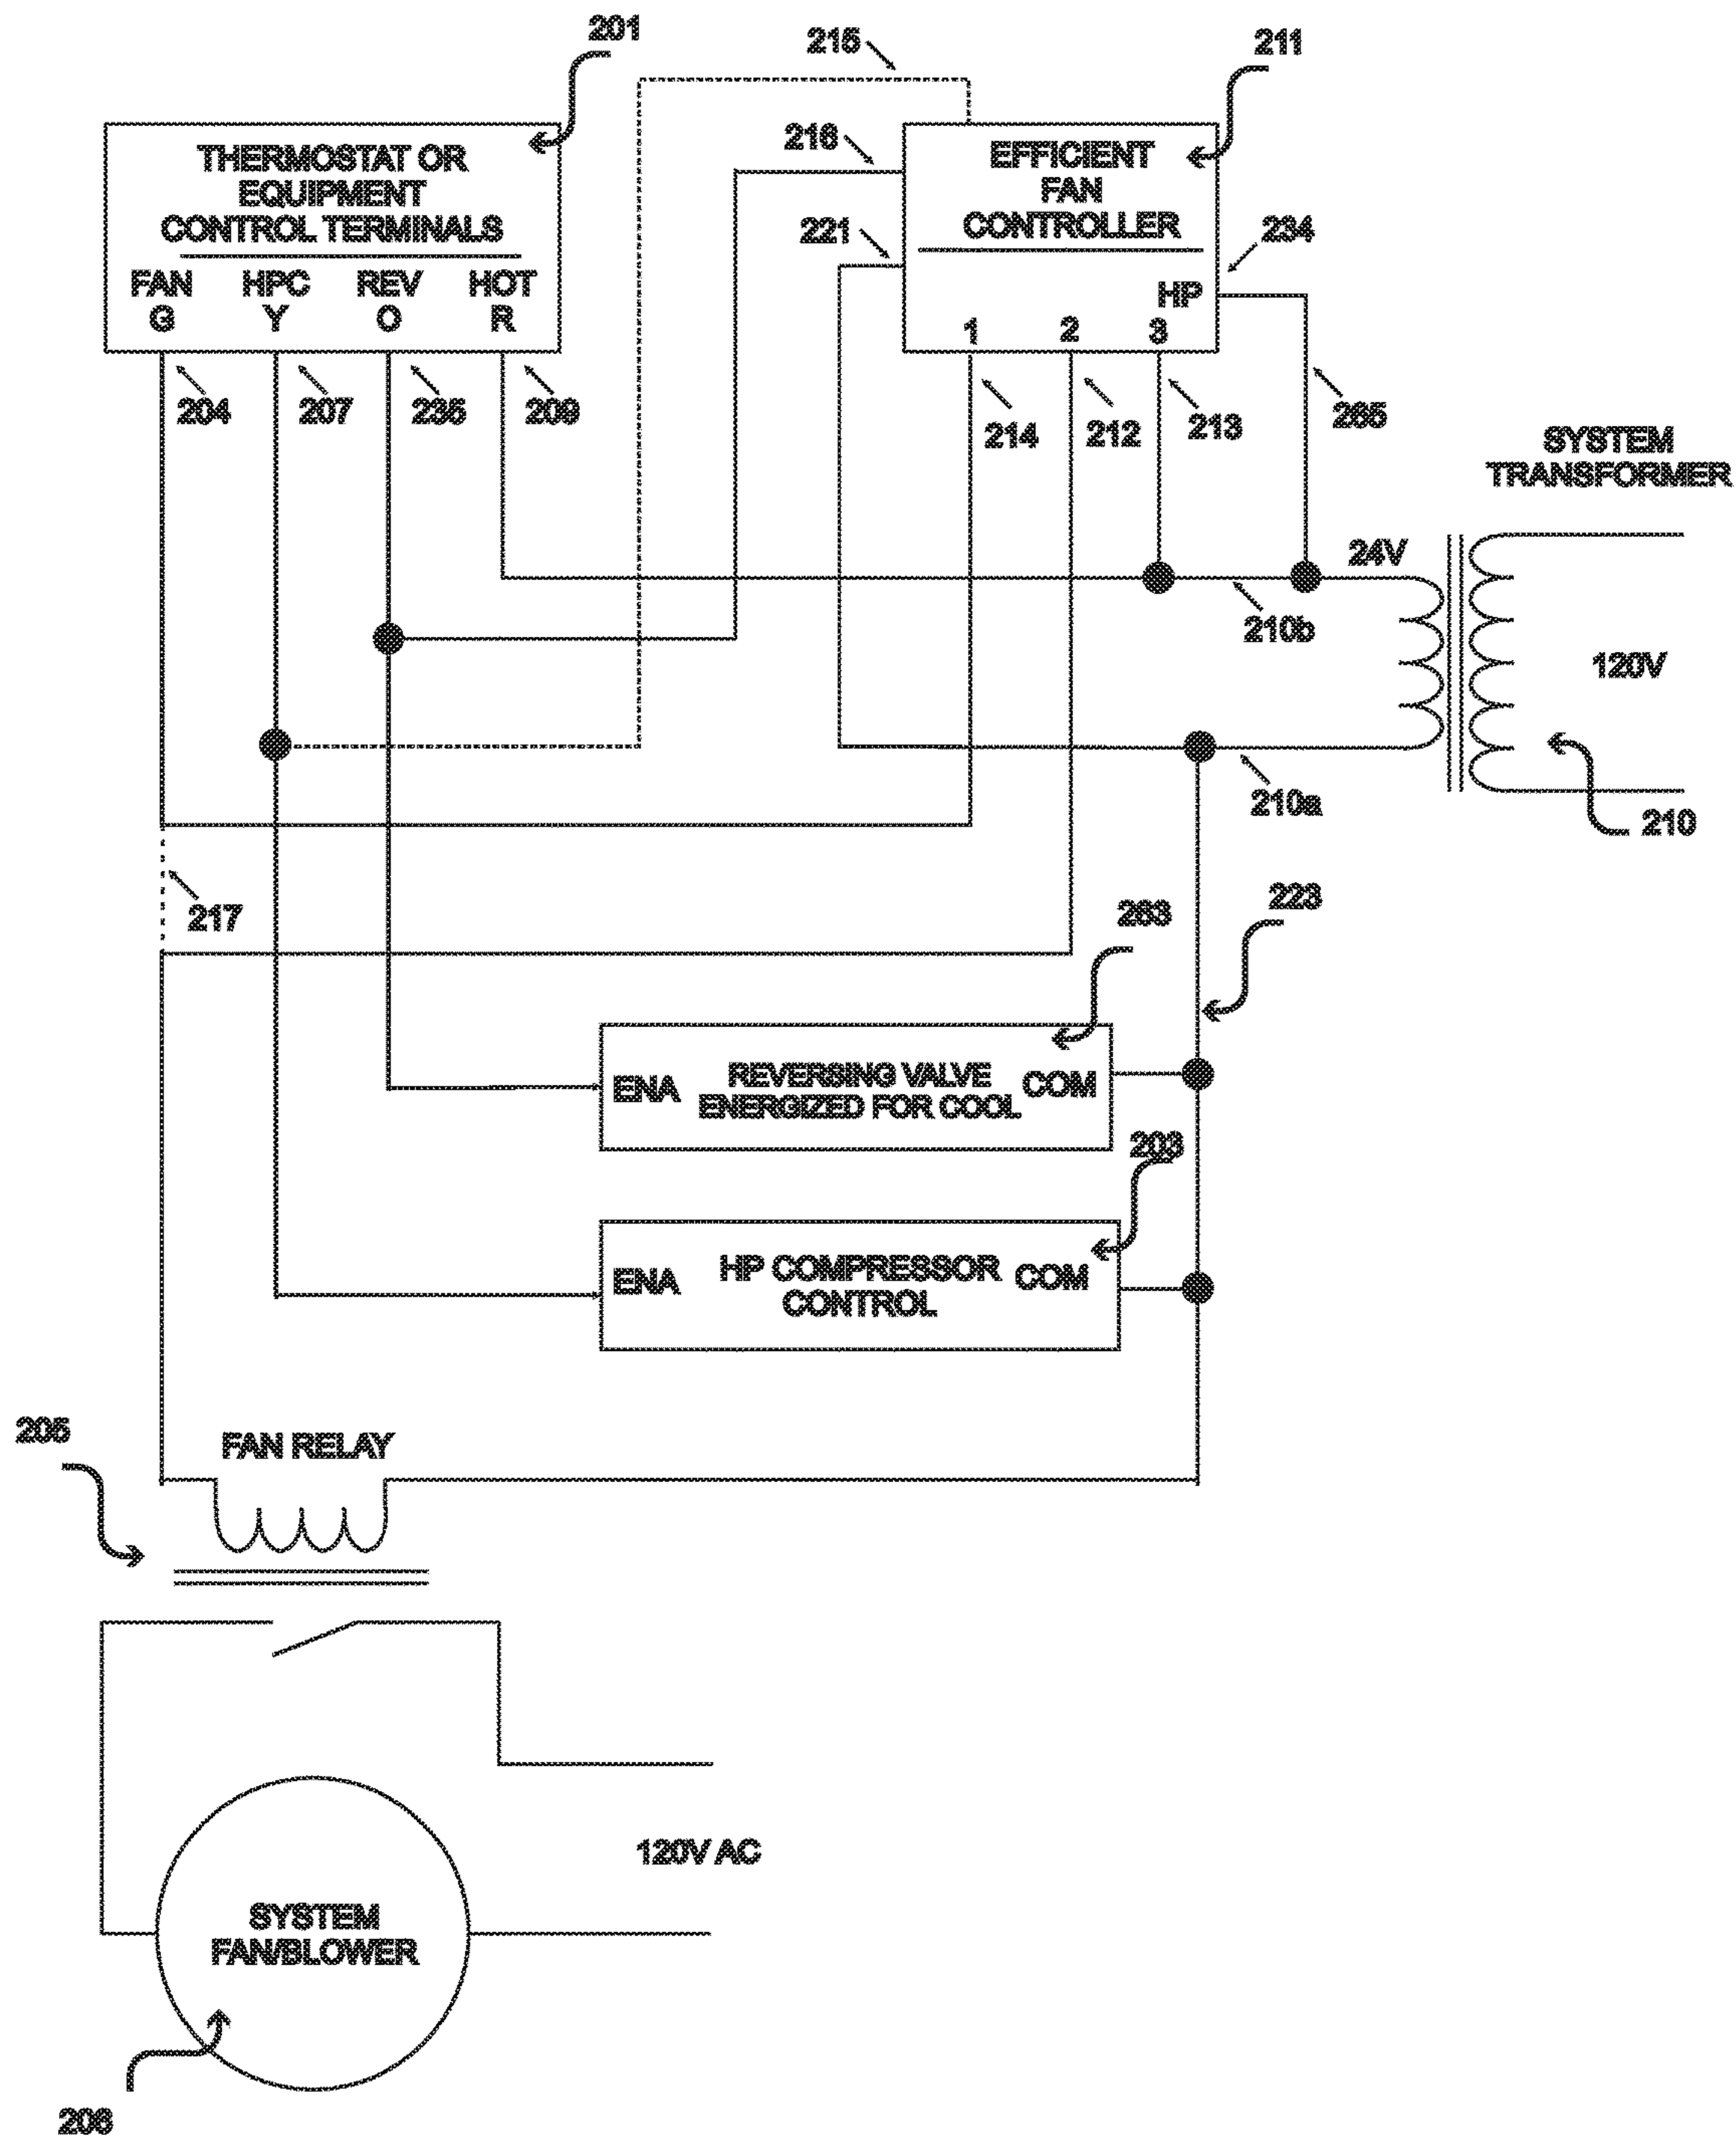 201
215
211
216
THERMOSTAT OR
EQUIPMENT
CONTROL TERMINALS
EFFICIENT
FAN
CONTROLLER
221
234
FAN HPC REV HOT
G Y O R
HP
1 2 3
204 207 235 209
214 212 213 265
SYSTEM
TRANSFORMER
24V
210b
120V
210a
210
217
263
223
ENA REVERSING VALVE COM
ENERGIZED FOR COOL
203
ENA HP COMPRESSOR COM
CONTROL
205
FAN RELAY
120V AC
SYSTEM
FAN/BLOWER
206